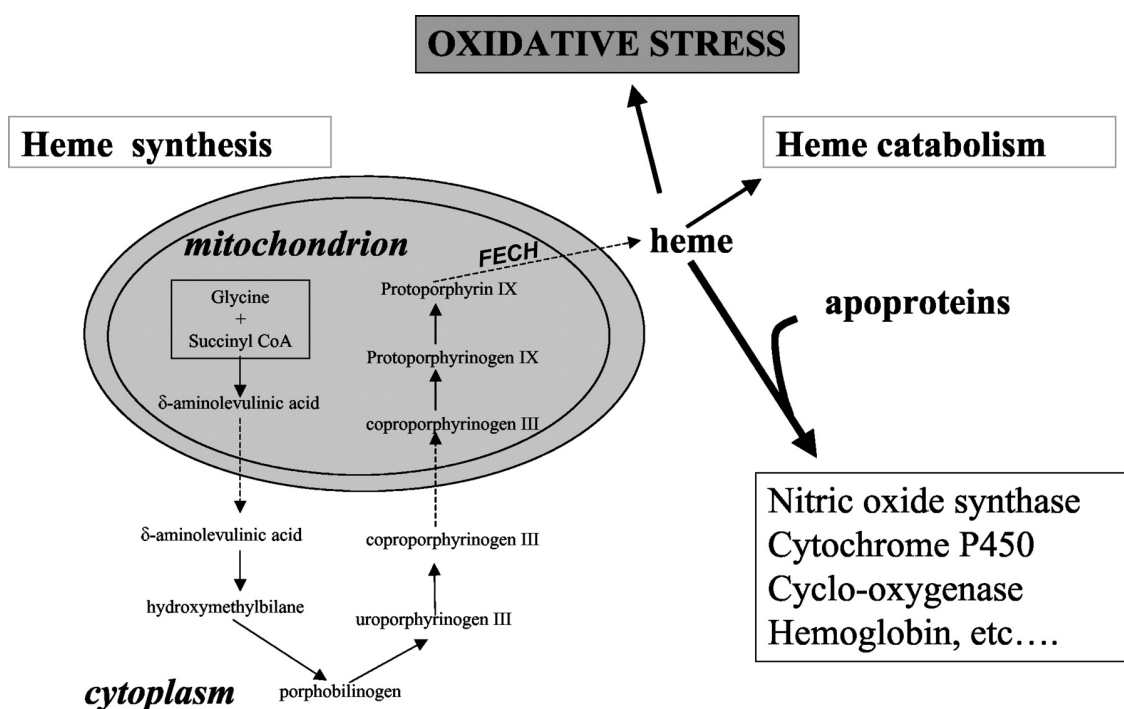 OXIDATIVE STRESS
Heme synthesis
Heme catabolism
mitochondrion
FECH
heme
Glycine
+
Succinyl CoA
Protoporphyrin IX
apoproteins
Protoporphyrinogen IX
δ-aminolevulinic acid
coproporphyrinogen III
δ-aminolevulinic acid
coproporphyrinogen III
hydroxymethylbilane
uroporphyrinogen III
cytoplasm
porphobilinogen
Nitric oxide synthase
Cytochrome P450
Cyclo-oxygenase
Hemoglobin, etc….